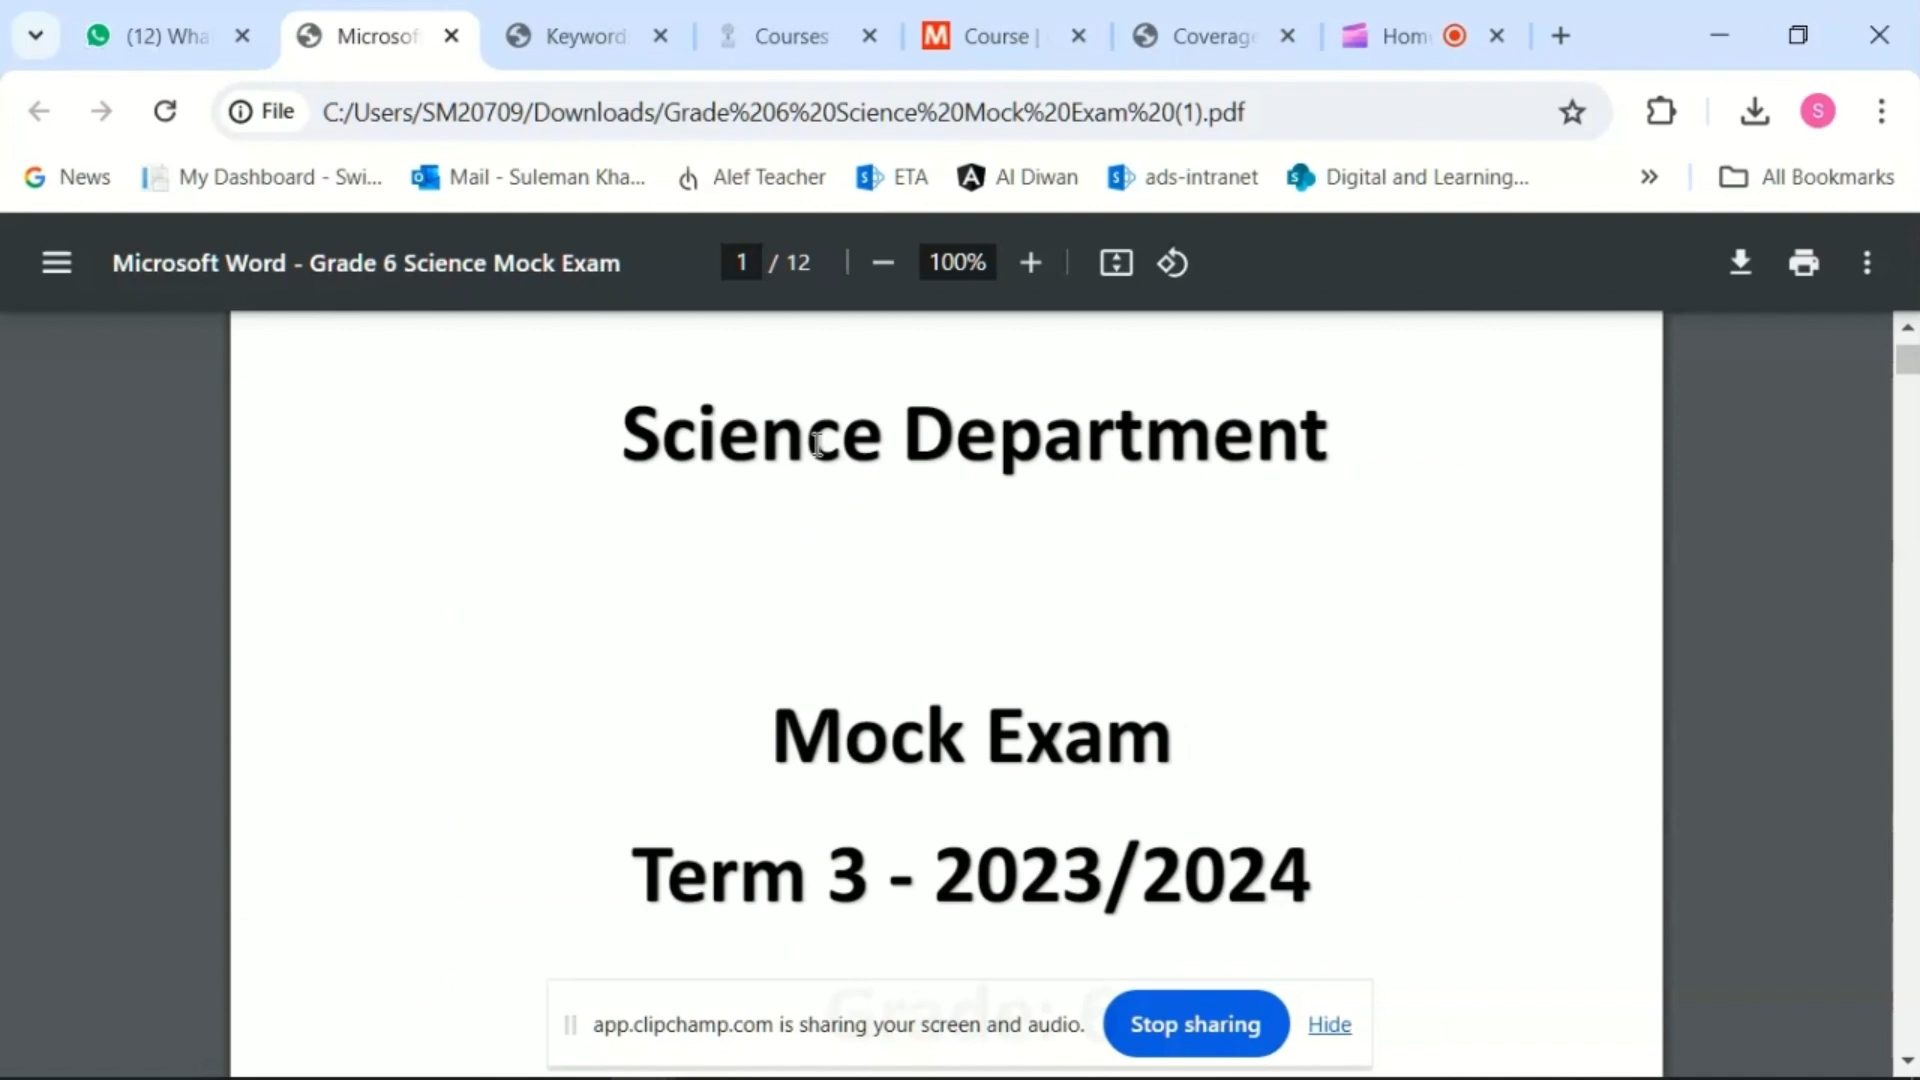 (12) Wha
Microsof
Keyword
Courses
M Course |
Coverag
Hom
File C:/Users/SM20709/Downloads/Grade%206%20Science%20Mock%20Exam%20(1).pdf
S
News
My Dashboard - Swi...
Mail - Suleman Kha...
Alef Teacher
ETA
Al Diwan
ads-intranet
Digital and Learning...
All Bookmarks
Microsoft Word - Grade 6 Science Mock Exam
1 / 12
100%
Science Department
Mock Exam
Term 3 - 2023/2024
Grade: 6
app.clipchamp.com is sharing your screen and audio.
Stop sharing
Hide